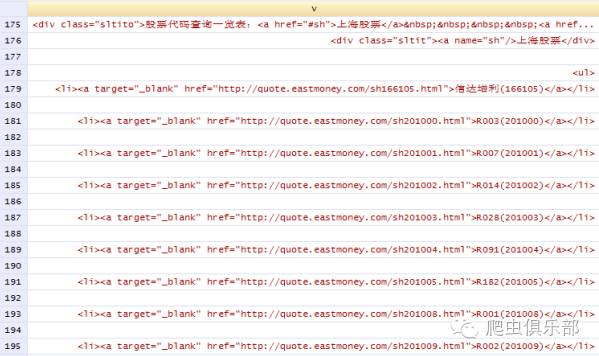 v
175 <div class="sltito">股票代码查询一览表：<a href="#sh">上海股票</a>&nbsp;&nbsp;&nbsp;&nbsp;<a href...
176 <div class="sltit"><a name="sh"/>上海股票</div>
177
178 <ul>
179 <li><a target="_blank" href="http://quote.eastmoney.com/sh166105.html">信达增利(166105)</a></li>
180
181 <li><a target="_blank" href="http://quote.eastmoney.com/sh201000.html">R003(201000)</a></li>
182
183 <li><a target="_blank" href="http://quote.eastmoney.com/sh201001.html">R007(201001)</a></li>
184
185 <li><a target="_blank" href="http://quote.eastmoney.com/sh201002.html">R014(201002)</a></li>
186
187 <li><a target="_blank" href="http://quote.eastmoney.com/sh201003.html">R028(201003)</a></li>
188
189 <li><a target="_blank" href="http://quote.eastmoney.com/sh201004.html">R091(201004)</a></li>
190
191 <li><a target="_blank" href="http://quote.eastmoney.com/sh201005.html">R182(201005)</a></li>
192
193 <li><a target="_blank" href="http://quote.eastmoney.com/sh201008.html">R001(201008)</a></li>
194
195 <li><a target="_blank" href="http://quote.eastmoney.com/sh201009.html">R002(201009)</a></li>
爬虫俱乐部